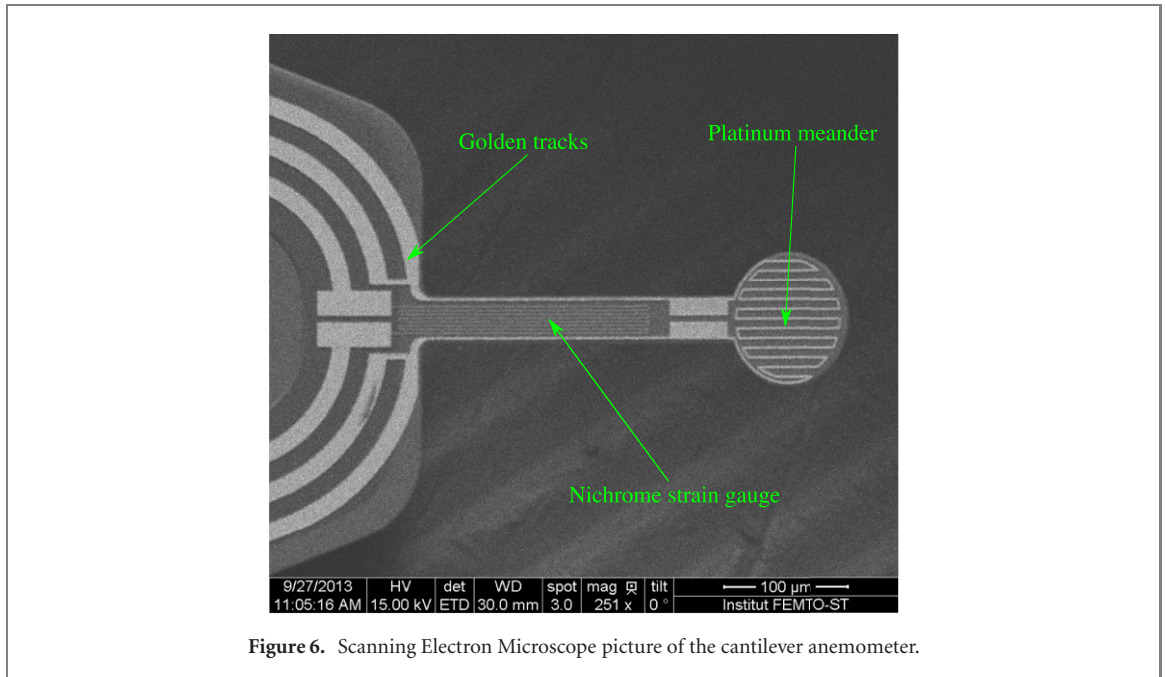 Golden tracks
Platinum meander
Nichrome strain gauge
9/27/2013 HV det WD spot mag tilt 100 µm
11:05:16 AM 15.00 kV ETD 30.0 mm 3.0 251 x 0 ° Institut FEMTO-ST
Figure 6. Scanning Electron Microscope picture of the cantilever anemometer.